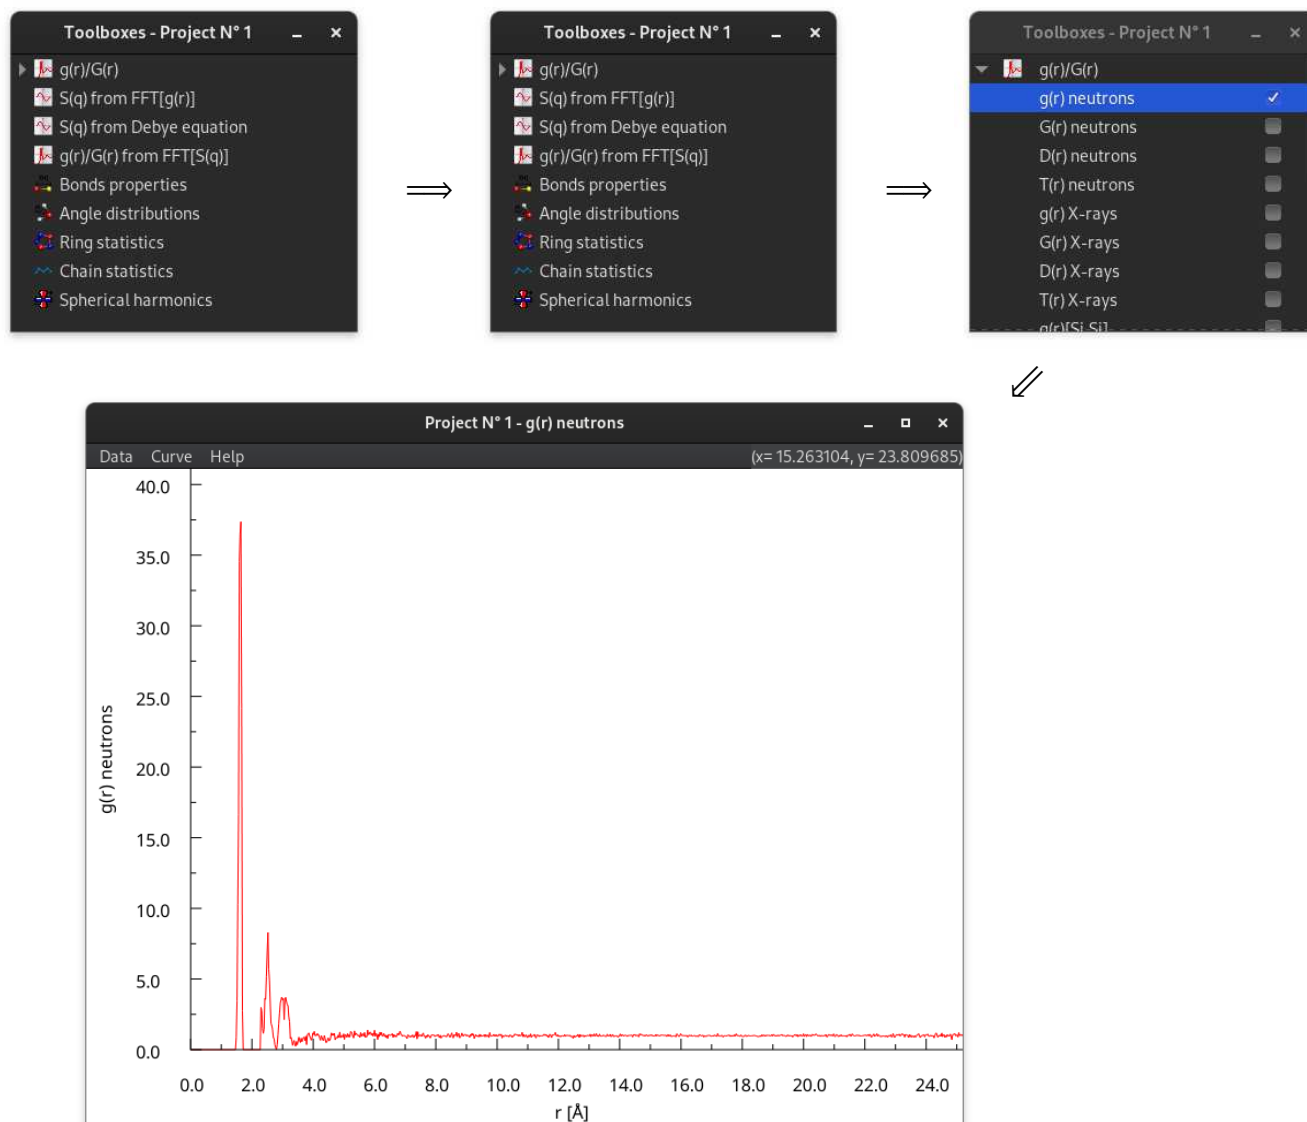 Toolboxes - Project N° 1
g(r)/G(r)
S(q) from FFT[g(r)]
S(q) from Debye equation
g(r)/G(r) from FFT[S(q)]
Bonds properties
Angle distributions
Ring statistics
Chain statistics
Spherical harmonics
⟹
Toolboxes - Project N° 1
g(r)/G(r)
S(q) from FFT[g(r)]
S(q) from Debye equation
g(r)/G(r) from FFT[S(q)]
Bonds properties
Angle distributions
Ring statistics
Chain statistics
Spherical harmonics
⟹
Toolboxes - Project N° 1
g(r)/G(r)
g(r) neutrons
G(r) neutrons
D(r) neutrons
T(r) neutrons
g(r) X-rays
G(r) X-rays
D(r) X-rays
T(r) X-rays
g(r)[Si,Si]
Project N° 1 - g(r) neutrons
Data Curve Help (x= 15.263104, y= 23.809685)
40.0
35.0
30.0
25.0
20.0
15.0
10.0
5.0
0.0
g(r) neutrons
0.0 2.0 4.0 6.0 8.0 10.0 12.0 14.0 16.0 18.0 20.0 22.0 24.0
r [Å]